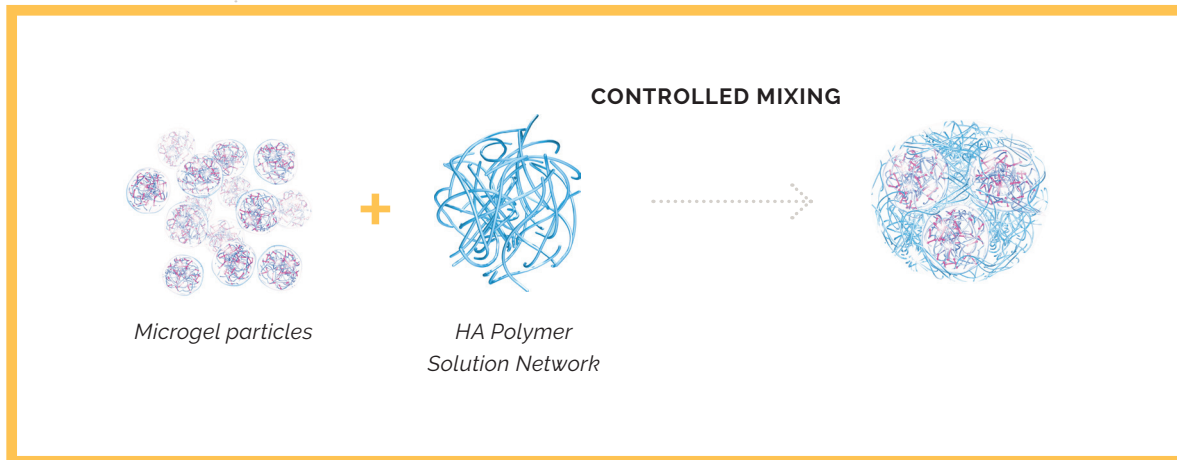 CONTROLLED MIXING
+
Microgel particles
HA Polymer
Solution Network